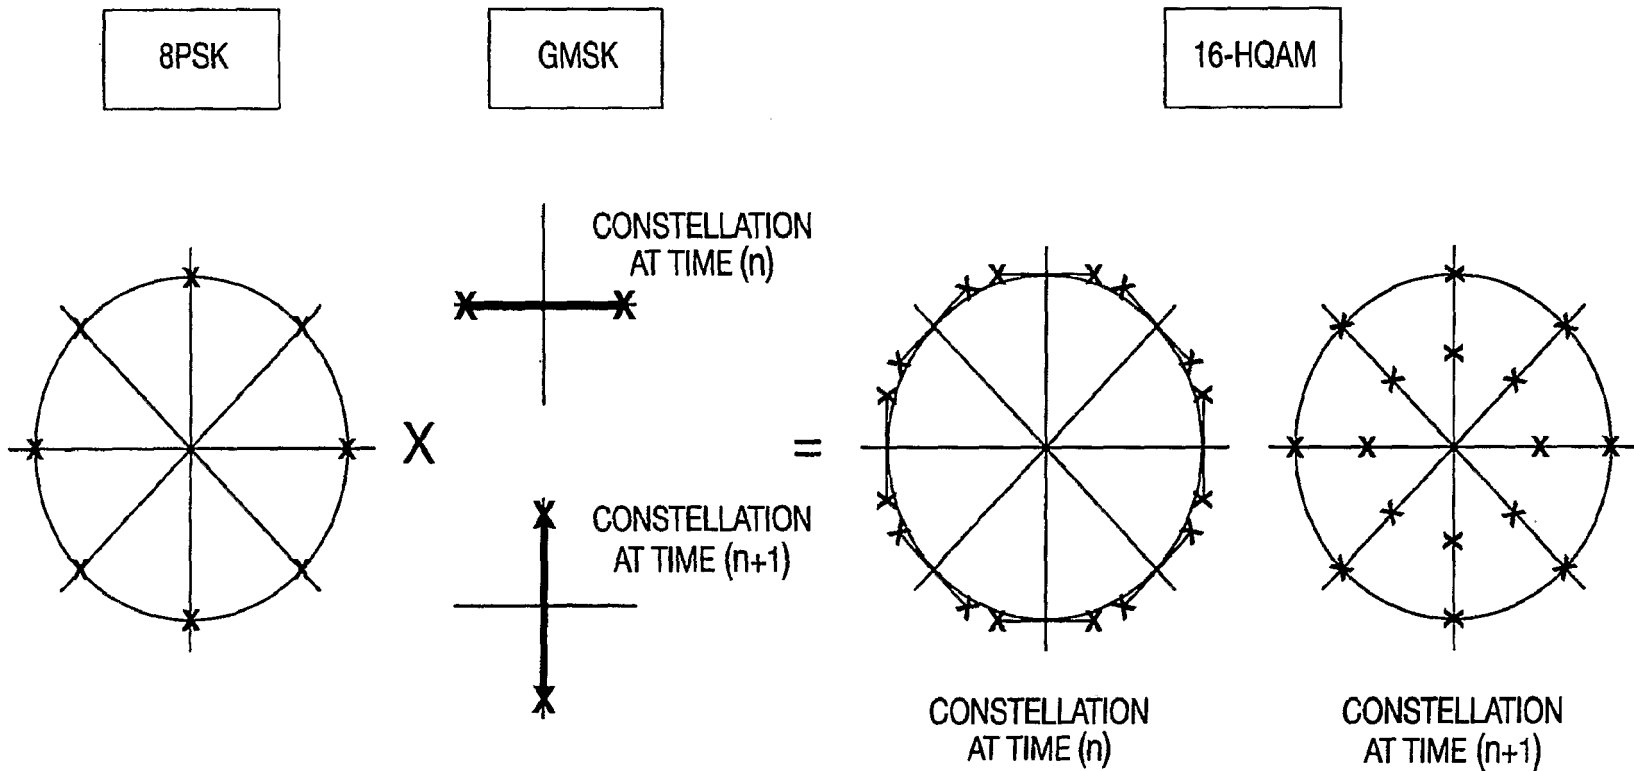 8PSK
GMSK
16-HQAM
CONSTELLATION
AT TIME (n)
X
=
CONSTELLATION
AT TIME (n+1)
CONSTELLATION
AT TIME (n)
CONSTELLATION
AT TIME (n+1)